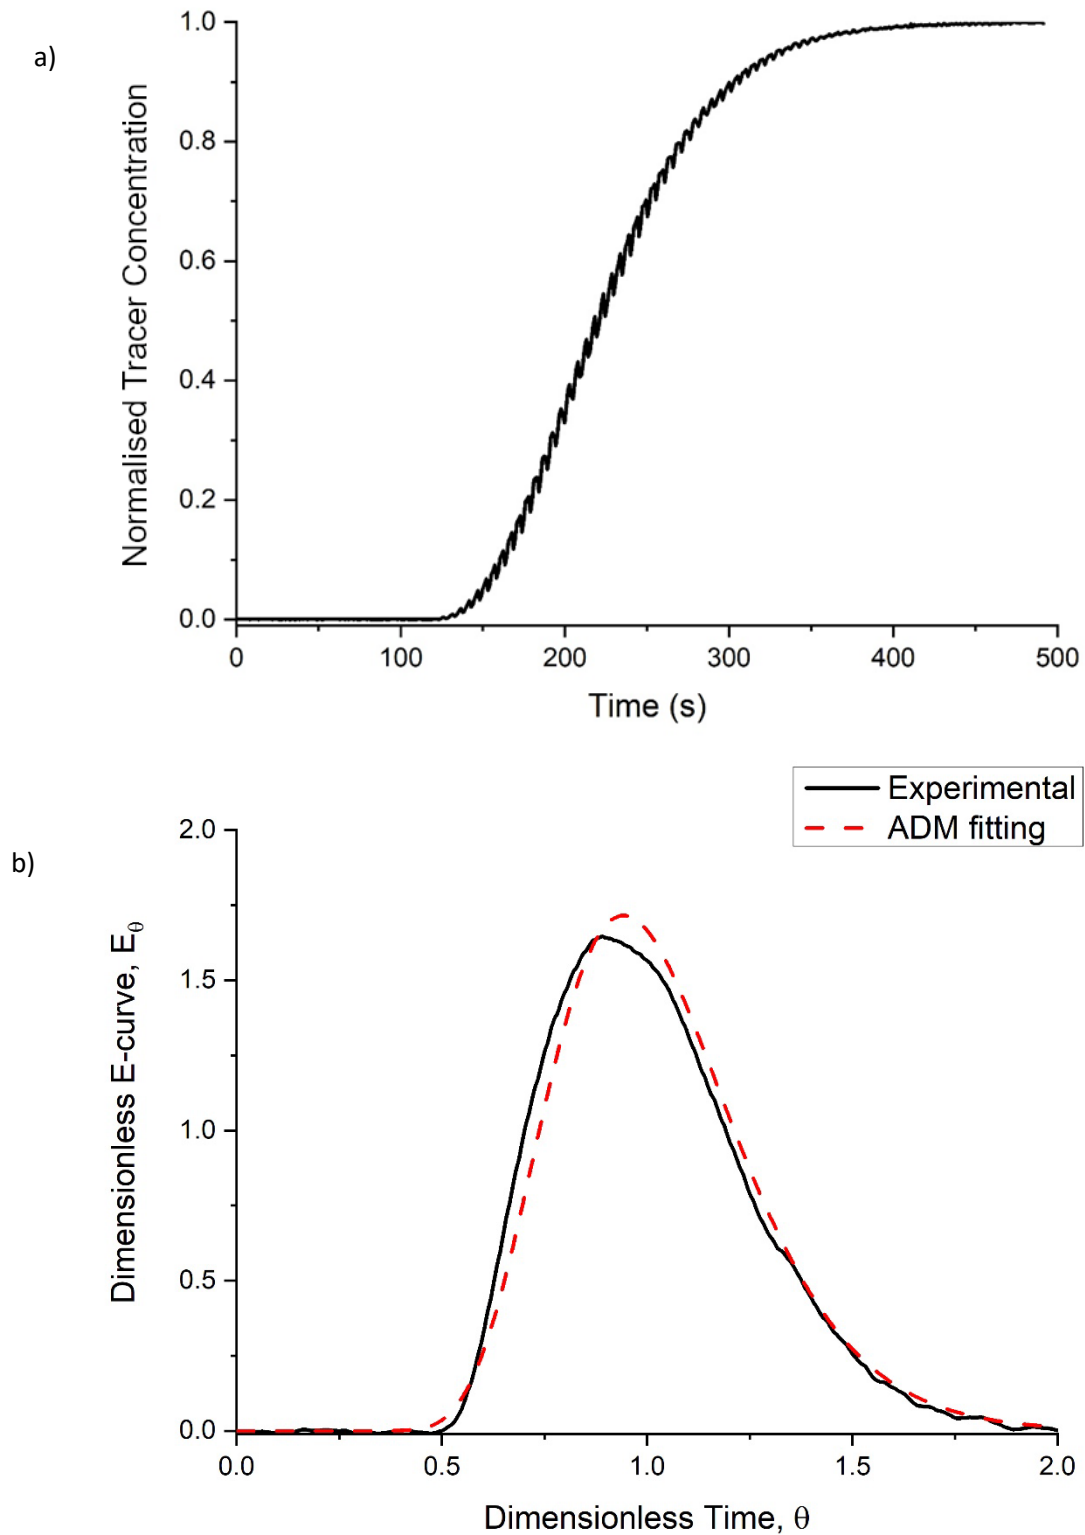 a)
Normalised Tracer Concentration
1.0
0.8
0.6
0.4
0.2
0.0
0 100 200 300 400 500
Time (s)
Experimental
ADM fitting
b)
Dimensionless E-curve, Eθ
2.0
1.5
1.0
0.5
0.0
0.0 0.5 1.0 1.5 2.0
Dimensionless Time, θ